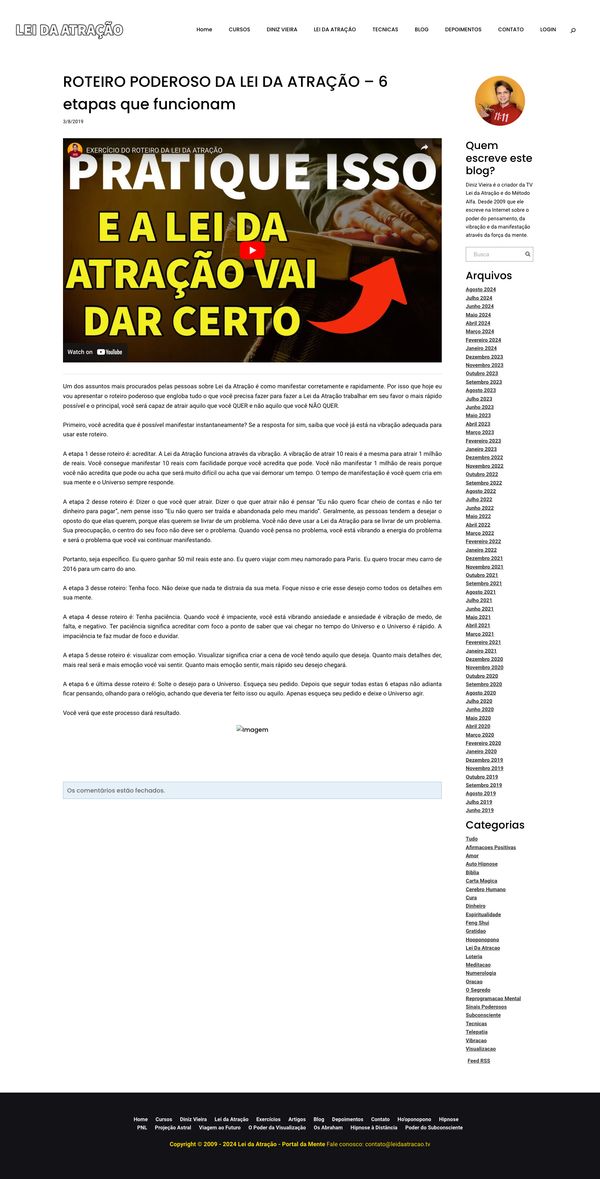 LEI DA ATRAÇÃO
Home CURSOS DINIZ VIEIRA LEI DA ATRAÇÃO TECNICAS BLOG DEPOIMENTOS CONTATO LOGIN
ROTEIRO PODEROSO DA LEI DA ATRAÇÃO – 6
etapas que funcionam
3/8/2019
EXERCÍCIO DO ROTEIRO DA LEI DA ATRAÇÃO
PRATIQUE ISSO
E A LEI DA
ATRAÇÃO VAI
DAR CERTO
Watch on YouTube
Um dos assuntos mais procurados pelas pessoas sobre Lei da Atração é como manifestar corretamente e rapidamente. Por isso que hoje eu
vou apresentar o roteiro poderoso que engloba tudo o que você precisa fazer para fazer a Lei da Atração trabalhar em seu favor o mais rápido
possível e o principal, você será capaz de atrair aquilo que você QUER e não aquilo que você NÃO QUER.
Primeiro, você acredita que é possível manifestar instantaneamente? Se a resposta for sim, saiba que você já está na vibração adequada para
usar este roteiro.
A etapa 1 desse roteiro é: acreditar. A Lei da Atração funciona através da vibração. A vibração de atrair 10 reais é a mesma para atrair 1 milhão
de reais. Você consegue manifestar 10 reais com facilidade porque você acredita que pode. Você não manifestar 1 milhão de reais porque
você não acredita que pode ou acha que será muito difícil ou acha que vai demorar um tempo. O tempo de manifestação é você quem cria em
sua mente e o Universo sempre responde.
A etapa 2 desse roteiro é: Dizer o que você quer atrair. Dizer o que quer atrair não é pensar “Eu não quero ficar cheio de contas e não ter
dinheiro para pagar”, nem pense isso “Eu não quero ser traída e abandonada pelo meu marido”. Geralmente, as pessoas tendem a desejar o
oposto do que elas querem, porque elas querem se livrar de um problema. Você não deve usar a Lei da Atração para se livrar de um problema.
Sua preocupação, o centro do seu foco não deve ser o problema. Quando você pensa no problema, você está vibrando a energia do problema
e será o problema que você vai continuar manifestando.
Portanto, seja específico. Eu quero ganhar 50 mil reais este ano. Eu quero viajar com meu namorado para Paris. Eu quero trocar meu carro de
2016 para um carro do ano.
A etapa 3 desse roteiro: Tenha foco. Não deixe que nada te distraia da sua meta. Foque nisso e crie esse desejo como todos os detalhes em
sua mente.
A etapa 4 desse roteiro é: Tenha paciência. Quando você é impaciente, você está vibrando ansiedade e ansiedade é vibração de medo, de
falta, e negativo. Ter paciência significa acreditar com foco a ponto de saber que vai chegar no tempo do Universo e o Universo é rápido. A
impaciência te faz mudar de foco e duvidar.
A etapa 5 desse roteiro é: visualizar com emoção. Visualizar significa criar a cena de você tendo aquilo que deseja. Quanto mais detalhes der,
mais real será e mais emoção você vai sentir. Quanto mais emoção sentir, mais rápido seu desejo chegará.
A etapa 6 e última desse roteiro é: Solte o desejo para o Universo. Esqueça seu pedido. Depois que seguir todas estas 6 etapas não adianta
ficar pensando, olhando para o relógio, achando que deveria ter feito isso ou aquilo. Apenas esqueça seu pedido e deixe o Universo agir.
Você verá que este processo dará resultado.
Imagem
Os comentários estão fechados.
11:11
Quem
escreve este
blog?
Diniz Vieira é o criador da TV
Lei da Atração e do Método
Alfa. Desde 2009 que ele
escreve na Internet sobre o
poder do pensamento, da
vibração e da manifestação
através da força da mente.
Busca
Arquivos
Agosto 2024
Julho 2024
Junho 2024
Maio 2024
Abril 2024
Março 2024
Fevereiro 2024
Janeiro 2024
Dezembro 2023
Novembro 2023
Outubro 2023
Setembro 2023
Agosto 2023
Julho 2023
Junho 2023
Maio 2023
Abril 2023
Março 2023
Fevereiro 2023
Janeiro 2023
Dezembro 2022
Novembro 2022
Outubro 2022
Setembro 2022
Agosto 2022
Julho 2022
Junho 2022
Maio 2022
Abril 2022
Março 2022
Fevereiro 2022
Janeiro 2022
Dezembro 2021
Novembro 2021
Outubro 2021
Setembro 2021
Agosto 2021
Julho 2021
Junho 2021
Maio 2021
Abril 2021
Março 2021
Fevereiro 2021
Janeiro 2021
Dezembro 2020
Novembro 2020
Outubro 2020
Setembro 2020
Agosto 2020
Julho 2020
Junho 2020
Maio 2020
Abril 2020
Março 2020
Fevereiro 2020
Janeiro 2020
Dezembro 2019
Novembro 2019
Outubro 2019
Setembro 2019
Agosto 2019
Julho 2019
Junho 2019
Categorias
Tudo
Afirmacoes Positivas
Amor
Auto Hipnose
Biblia
Carta Magica
Cerebro Humano
Cura
Dinheiro
Espiritualidade
Feng Shui
Gratidao
Hooponopono
Lei Da Atracao
Loteria
Meditacao
Numerologia
Oracao
O Segredo
Reprogramacao Mental
Sinais Poderosos
Subconsciente
Tecnicas
Telepatia
Vibracao
Visualizacao
Feed RSS
Home Cursos Diniz Vieira Lei da Atração Exercícios Artigos Blog Depoimentos Contato Ho'oponopono Hipnose
PNL Projeção Astral Viagem ao Futuro O Poder da Visualização Os Abraham Hipnose à Distância Poder do Subconsciente
Copyright © 2009 - 2024 Lei da Atração - Portal da Mente Fale conosco: contato@leidaatracao.tv